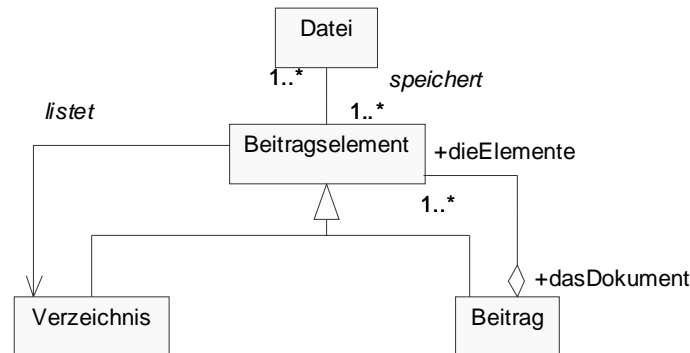 Datei
1..*
speichert
listet
1..*
Beitragselement
+dieElemente
1..*
+dasDokument
Verzeichnis
Beitrag